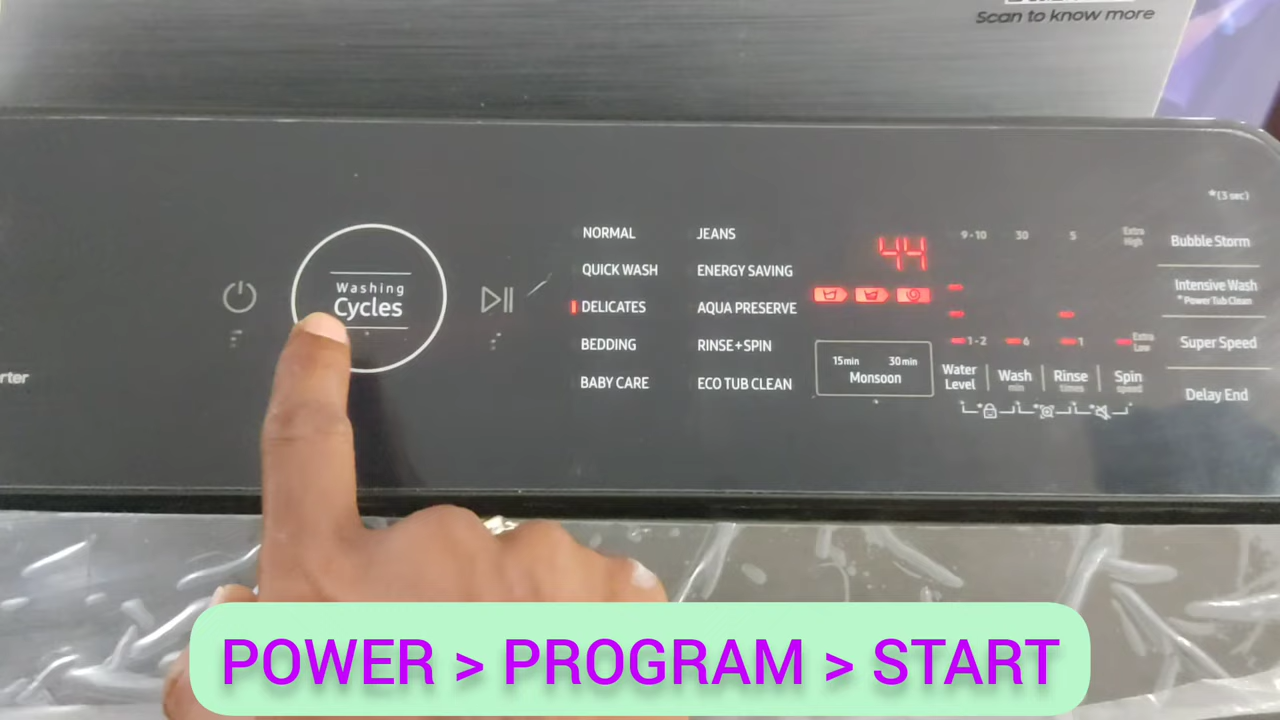 Scan to know more
*(3 sec)
NORMAL
JEANS
44
9-10
30
5
Extra
High
Bubble Storm
QUICK WASH
ENERGY SAVING
Intensive Wash
*Power Tub Clean
Washing
Cycles
DELICATES
AQUA PRESERVE
BEDDING
RINSE+SPIN
1-2
6
1
Extra
Low
Super Speed
15min
30min
Monsoon
BABY CARE
ECO TUB CLEAN
Water
Level
Wash
min
Rinse
times
Spin
speed
Delay End
POWER > PROGRAM > START